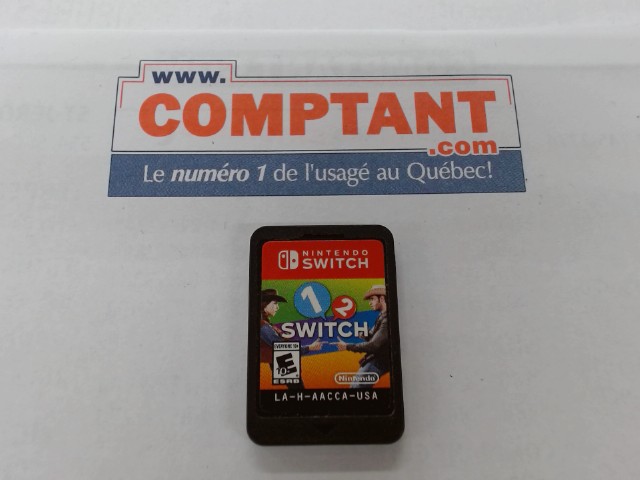 www.
COMPTANT
.com
Le numéro 1 de l'usagé au Québec!
NINTENDO
SWITCH
1 2
SWITCH
EVERYONE 10+
E
10+
ESRB
Nintendo
LA-H-AACCA-USA